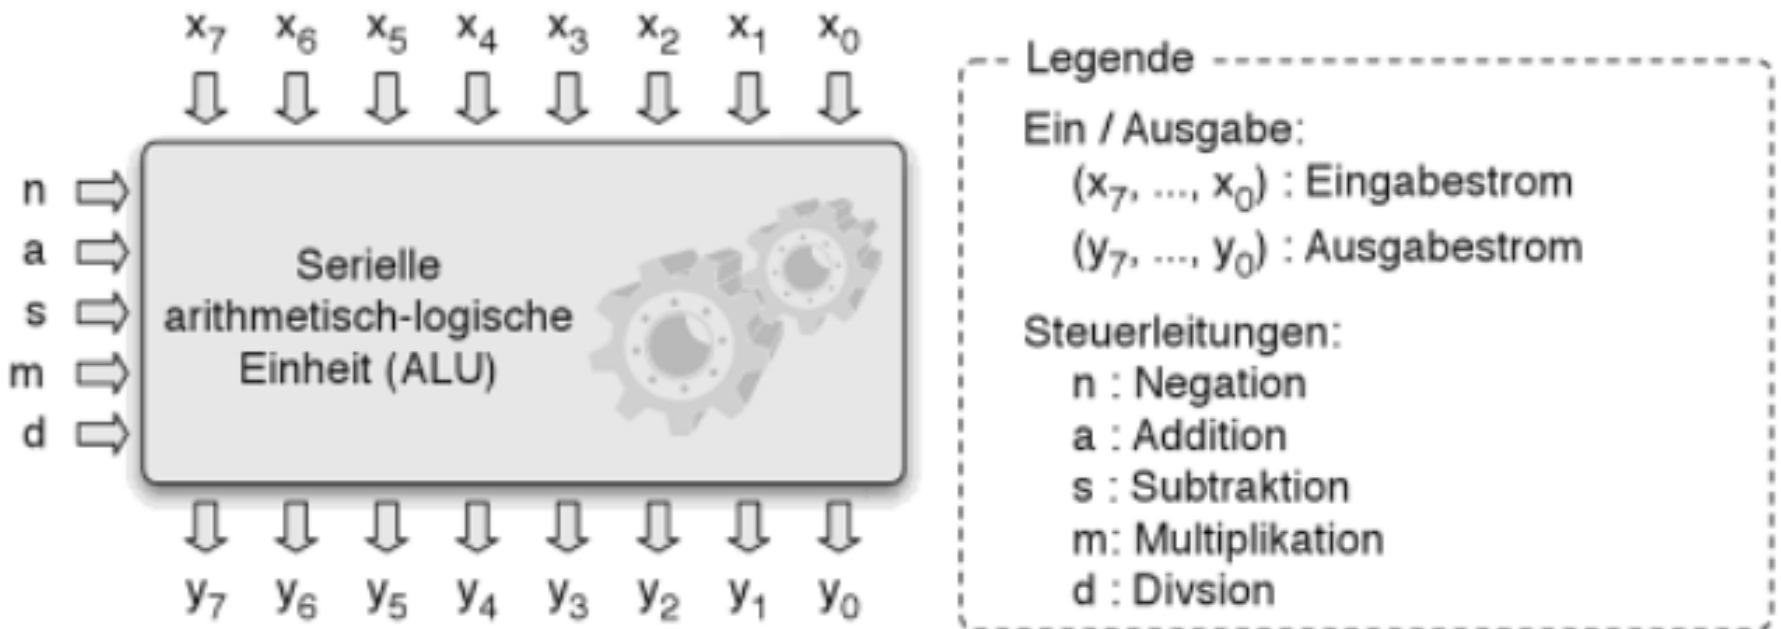 x₇ x₆ x₅ x₄ x₃ x₂ x₁ x₀
n
a
s
m
d
Serielle
arithmetisch-logische
Einheit (ALU)
y₇ y₆ y₅ y₄ y₃ y₂ y₁ y₀
Legende
Ein / Ausgabe:
(x₇, ..., x₀) : Eingabestrom
(y₇, ..., y₀) : Ausgabestrom
Steuerleitungen:
n : Negation
a : Addition
s : Subtraktion
m: Multiplikation
d : Divsion